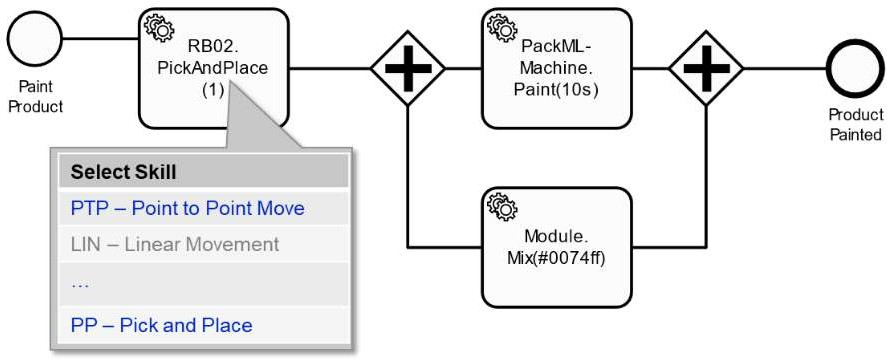 Paint
Product
RB02.
PickAndPlace
(1)
PackML-
Machine.
Paint(10s)
Product
Painted
Module.
Mix(#0074ff)
Select Skill
PTP – Point to Point Move
LIN – Linear Movement
...
PP – Pick and Place